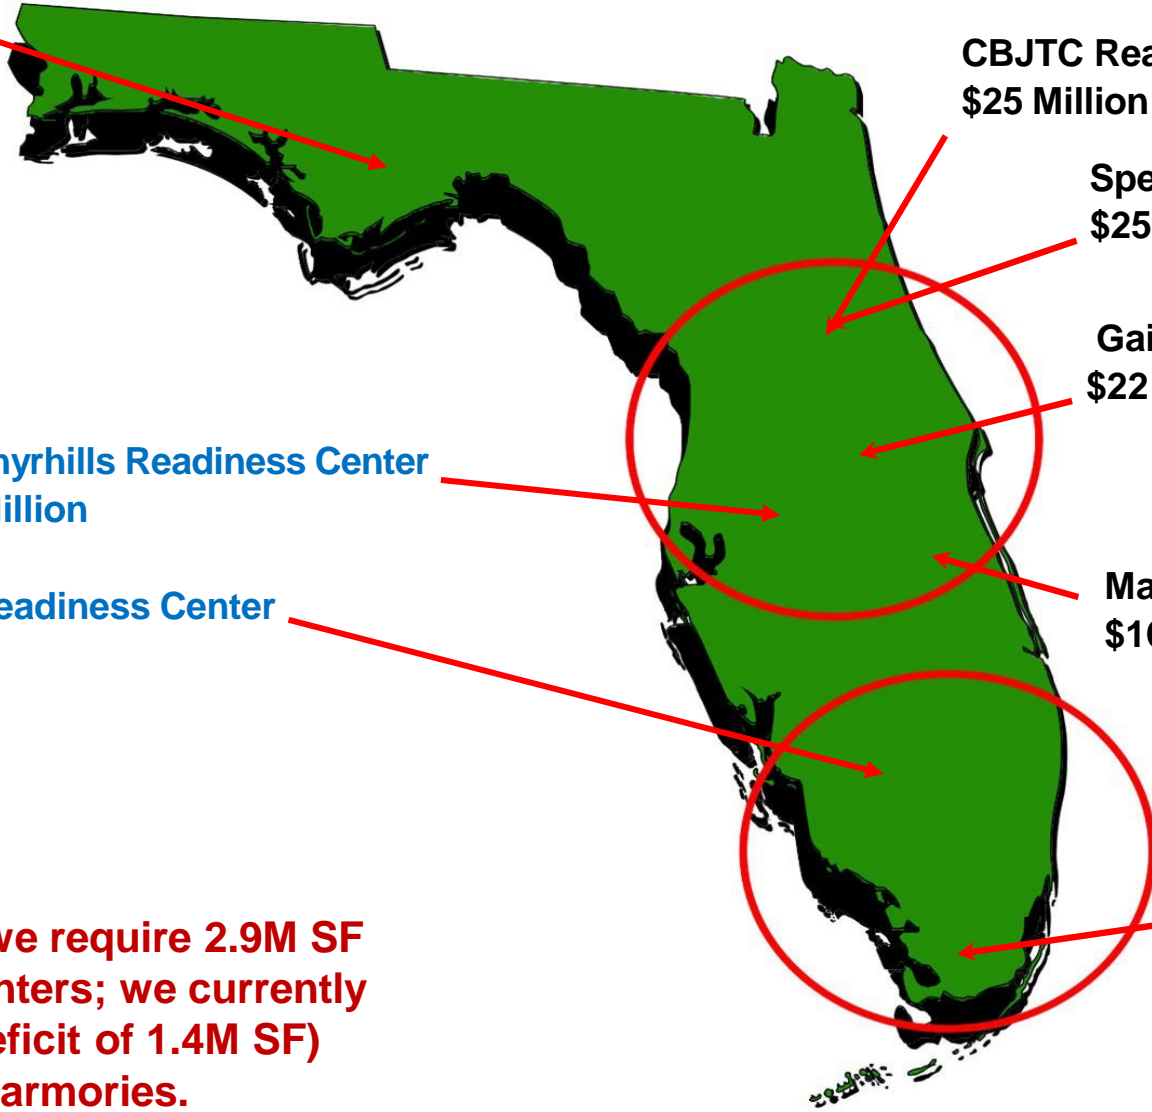 CBJTC Rea
$25 Million
Spe
$25
Gai
$22
nyrhills Readiness Center
illion
eadiness Center
Ma
we require 2.9M SF
nters; we currently
eficit of 1.4M SF)
armories.